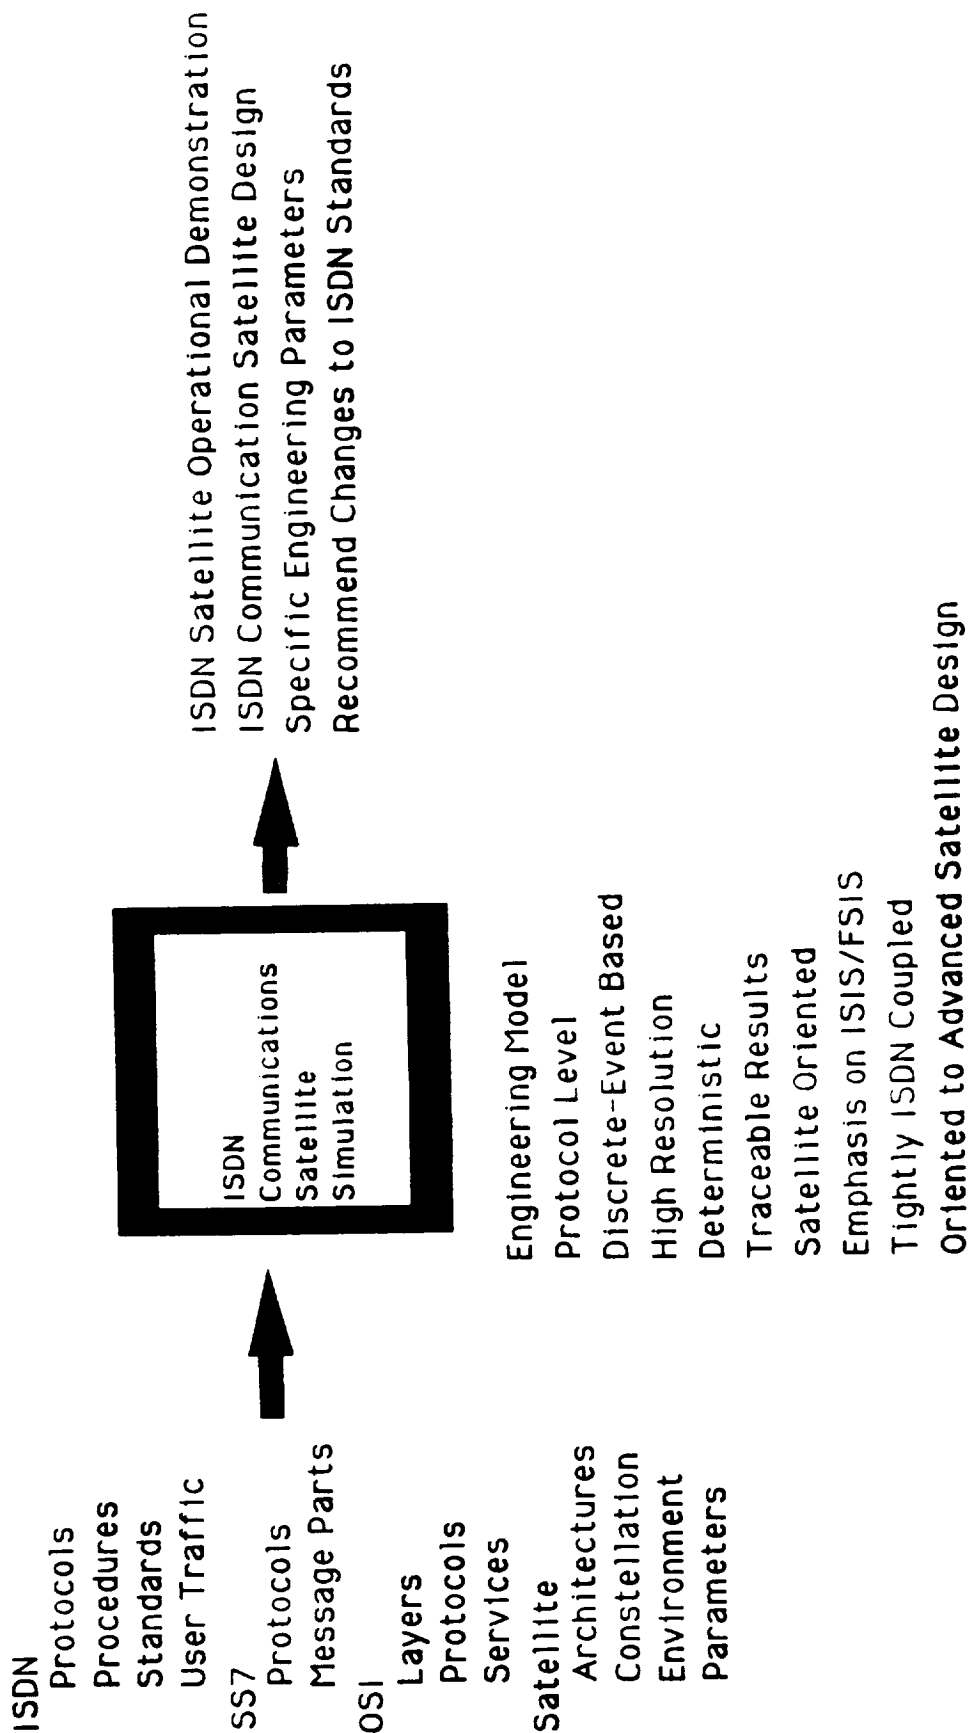 ISDN
Protocols
Procedures
Standards
User Traffic
SS7
Protocols
Message Parts
OSI
Layers
Protocols
Services
Satellite
Architectures
Constellation
Environment
Parameters
ISDN
Communications
Satellite
Simulation
Engineering Model
Protocol Level
Discrete-Event Based
High Resolution
Deterministic
Traceable Results
Satellite Oriented
Emphasis on ISIS/FSIS
Tightly ISDN Coupled
Oriented to Advanced Satellite Design
ISDN Satellite Operational Demonstration
ISDN Communication Satellite Design
Specific Engineering Parameters
Recommend Changes to ISDN Standards